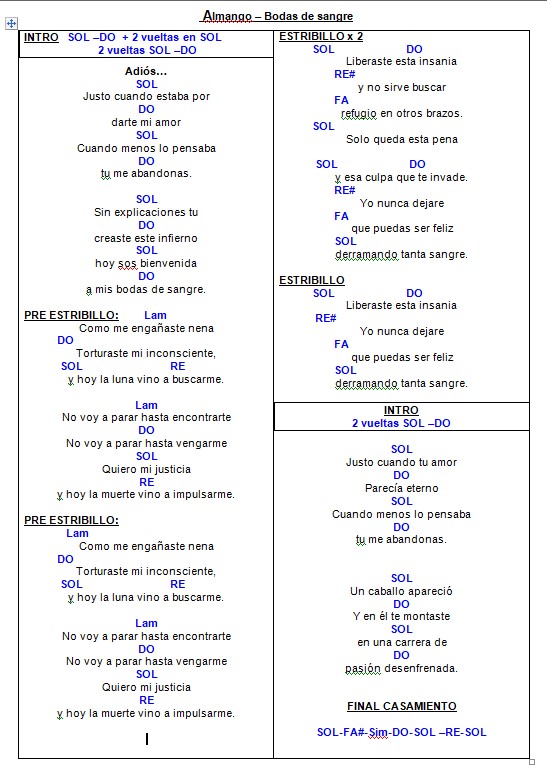 Almango – Bodas de sangre
INTRO SOL –DO + 2 vueltas en SOL
2 vueltas SOL –DO
Adiós...
SOL
Justo cuando estaba por
DO
darte mi amor
SOL
Cuando menos lo pensaba
DO
tu me abandonas.
SOL
Sin explicaciones tu
DO
creaste este infierno
SOL
hoy sos bienvenida
DO
a mis bodas de sangre.
PRE ESTRIBILLO: Lam
Como me engañaste nena
DO
Torturaste mi inconsciente,
SOL RE
y hoy la luna vino a buscarme.
Lam
No voy a parar hasta encontrarte
DO
No voy a parar hasta vengarme
SOL
Quiero mi justicia
RE
y hoy la muerte vino a impulsarme.
PRE ESTRIBILLO:
Lam
Como me engañaste nena
DO
Torturaste mi inconsciente,
SOL RE
y hoy la luna vino a buscarme.
Lam
No voy a parar hasta encontrarte
DO
No voy a parar hasta vengarme
SOL
Quiero mi justicia
RE
y hoy la muerte vino a impulsarme.
ESTRIBILLO x 2
SOL DO
Liberaste esta insania
RE#
y no sirve buscar
FA
refugio en otros brazos.
SOL
Solo queda esta pena
SOL DO
y esa culpa que te invade.
RE#
Yo nunca dejare
FA
que puedas ser feliz
SOL
derramando tanta sangre.
ESTRIBILLO
SOL DO
Liberaste esta insania
RE#
Yo nunca dejare
FA
que puedas ser feliz
SOL
derramando tanta sangre.
INTRO
2 vueltas SOL –DO
SOL
Justo cuando tu amor
DO
Parecía eterno
SOL
Cuando menos lo pensaba
DO
tu me abandonas.
SOL
Un caballo apareció
DO
Y en él te montaste
SOL
en una carrera de
DO
pasión desenfrenada.
FINAL CASAMIENTO
SOL-FA#-Sim-DO-SOL –RE-SOL